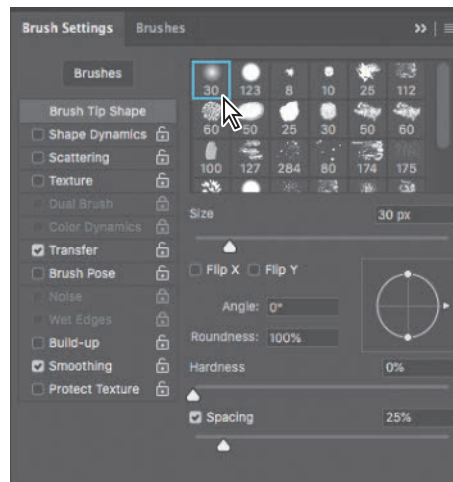 Brush Settings Brushes
Brushes
30 123 8 10 25 112
Brush Tip Shape
60 50 25 30 50 60
Shape Dynamics
Scattering
100 127 284 80 174 175
Texture
Dual Brush
Size 30 px
Color Dynamics
Transfer
Flip X Flip Y
Brush Pose
Noise
Angle: 0°
Wet Edges
Roundness: 100%
Build-up
Smoothing
Hardness 0%
Protect Texture
Spacing 25%